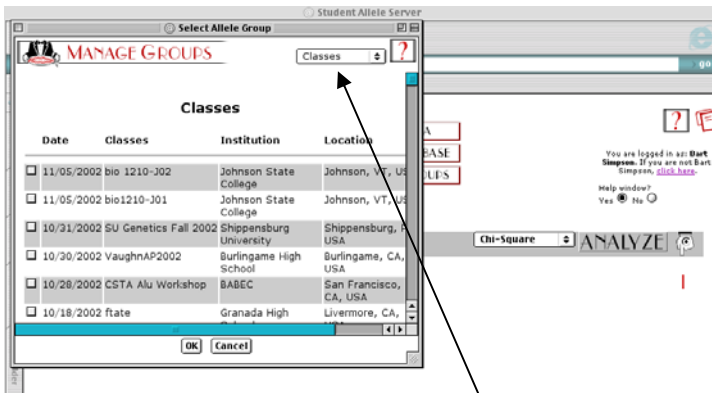 Student Allele Server
Select Allele Group
MANAGE GROUPS
Classes
?
Classes
Date Classes Institution Location
11/05/2002 bio 1210-J02 Johnson State College Johnson, VT, US
11/05/2002 bio1210-J01 Johnson State College Johnson, VT, US
10/31/2002 SU Genetics Fall 2002 Shippensburg University Shippensburg, USA
10/30/2002 VaughnAP2002 Burlingame High School Burlingame, CA, USA
10/28/2002 CSTA Alu Workshop BABEC San Francisco, CA, USA
10/18/2002 ftate Granada High Livermore, CA,
OK Cancel
go
A
BASE
UPS
?
You are logged in as: Bart
Simpson. If you are not Bart
Simpson, click here.
Help window?
Yes No
Chi-Square
ANALYZE